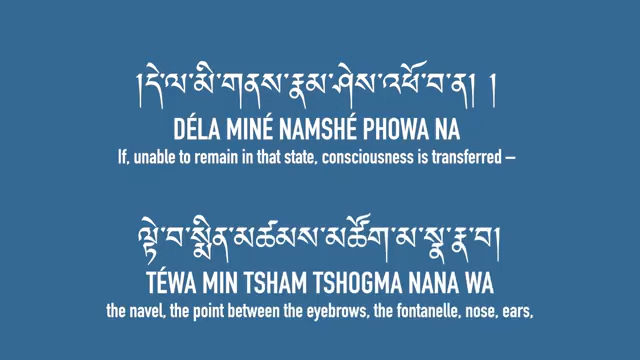 །དེ་ལ་མི་གནས་རྣམ་ཤེས་འཕོ་བ་ན། །
DÉLA MINÉ NAMSHÉ PHOWA NA
If, unable to remain in that state, consciousness is transferred –
ལྟེ་བ་སྨིན་མཚམས་མཚོག་མ་སྣ་རྣ་བ།
TÉWA MIN TSHAM TSHOGMA NANA WA
the navel, the point between the eyebrows, the fontanelle, nose, ears,